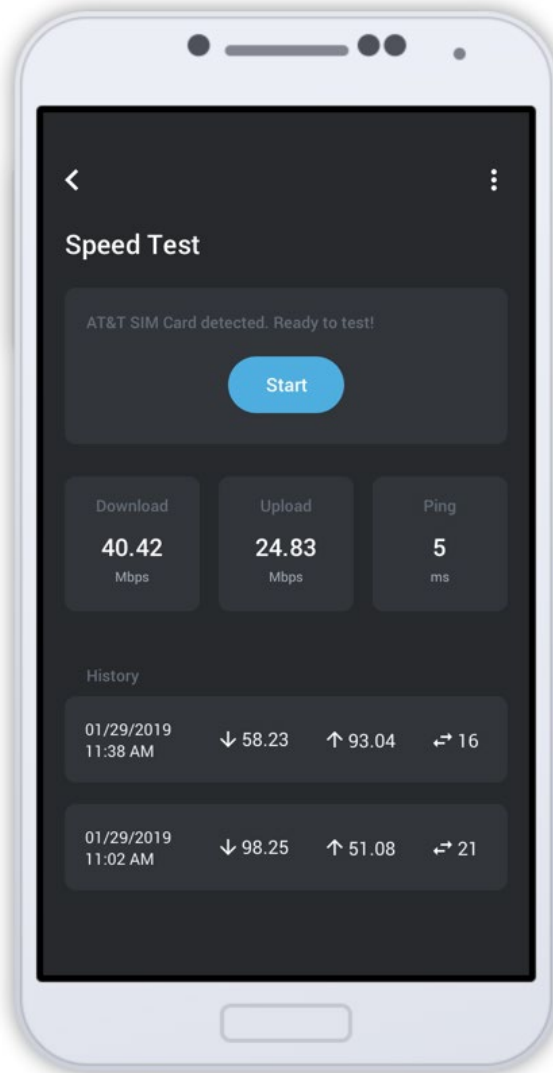 Speed Test
AT&T SIM Card detected. Ready to test!
Start
Download
40.42
Mbps
Upload
24.83
Mbps
Ping
5
ms
History
01/29/2019
11:38 AM
↓ 58.23
↑ 93.04
16
01/29/2019
11:02 AM
↓ 98.25
↑ 51.08
21